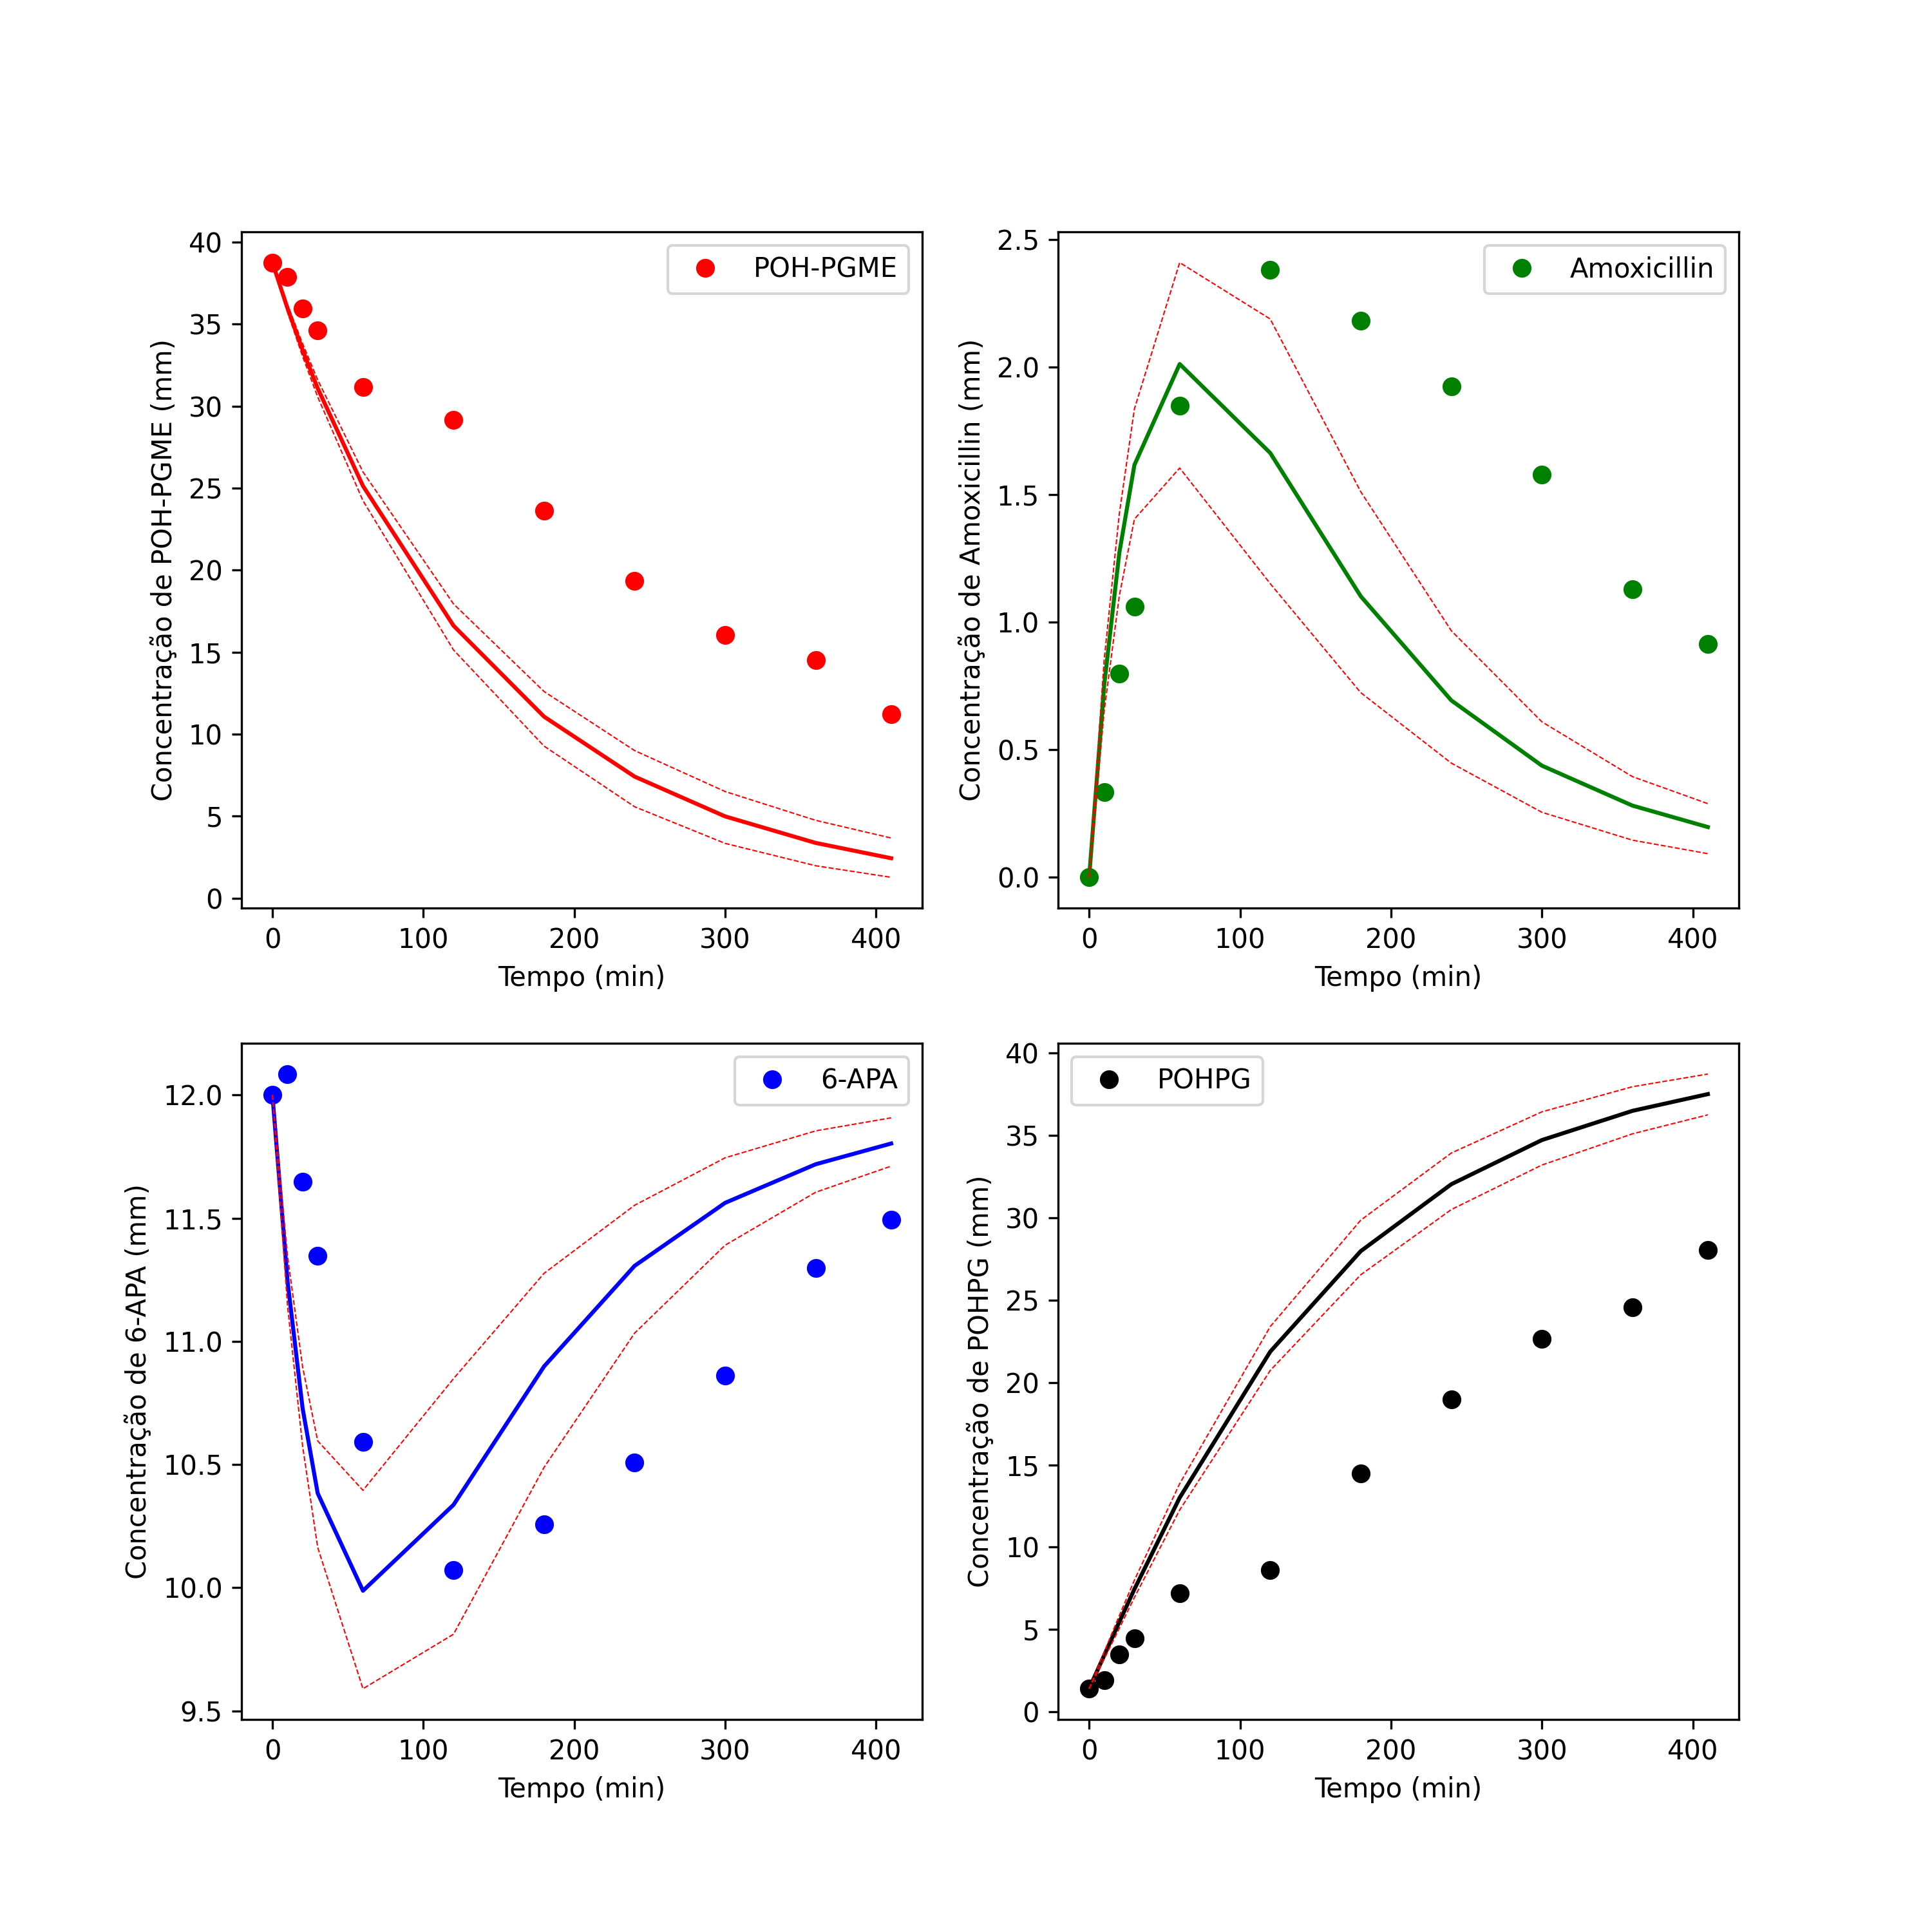 Concentração de POH-PGME (mm)
40
35
30
25
20
15
10
5
0
POH-PGME
0 100 200 300 400
Tempo (min)
Concentração de Amoxicillin (mm)
2.5
2.0
1.5
1.0
0.5
0.0
Amoxicillin
0 100 200 300 400
Tempo (min)
Concentração de 6-APA (mm)
12.0
11.5
11.0
10.5
10.0
9.5
6-APA
0 100 200 300 400
Tempo (min)
Concentração de POHPG (mm)
40
35
30
25
20
15
10
5
0
POHPG
0 100 200 300 400
Tempo (min)